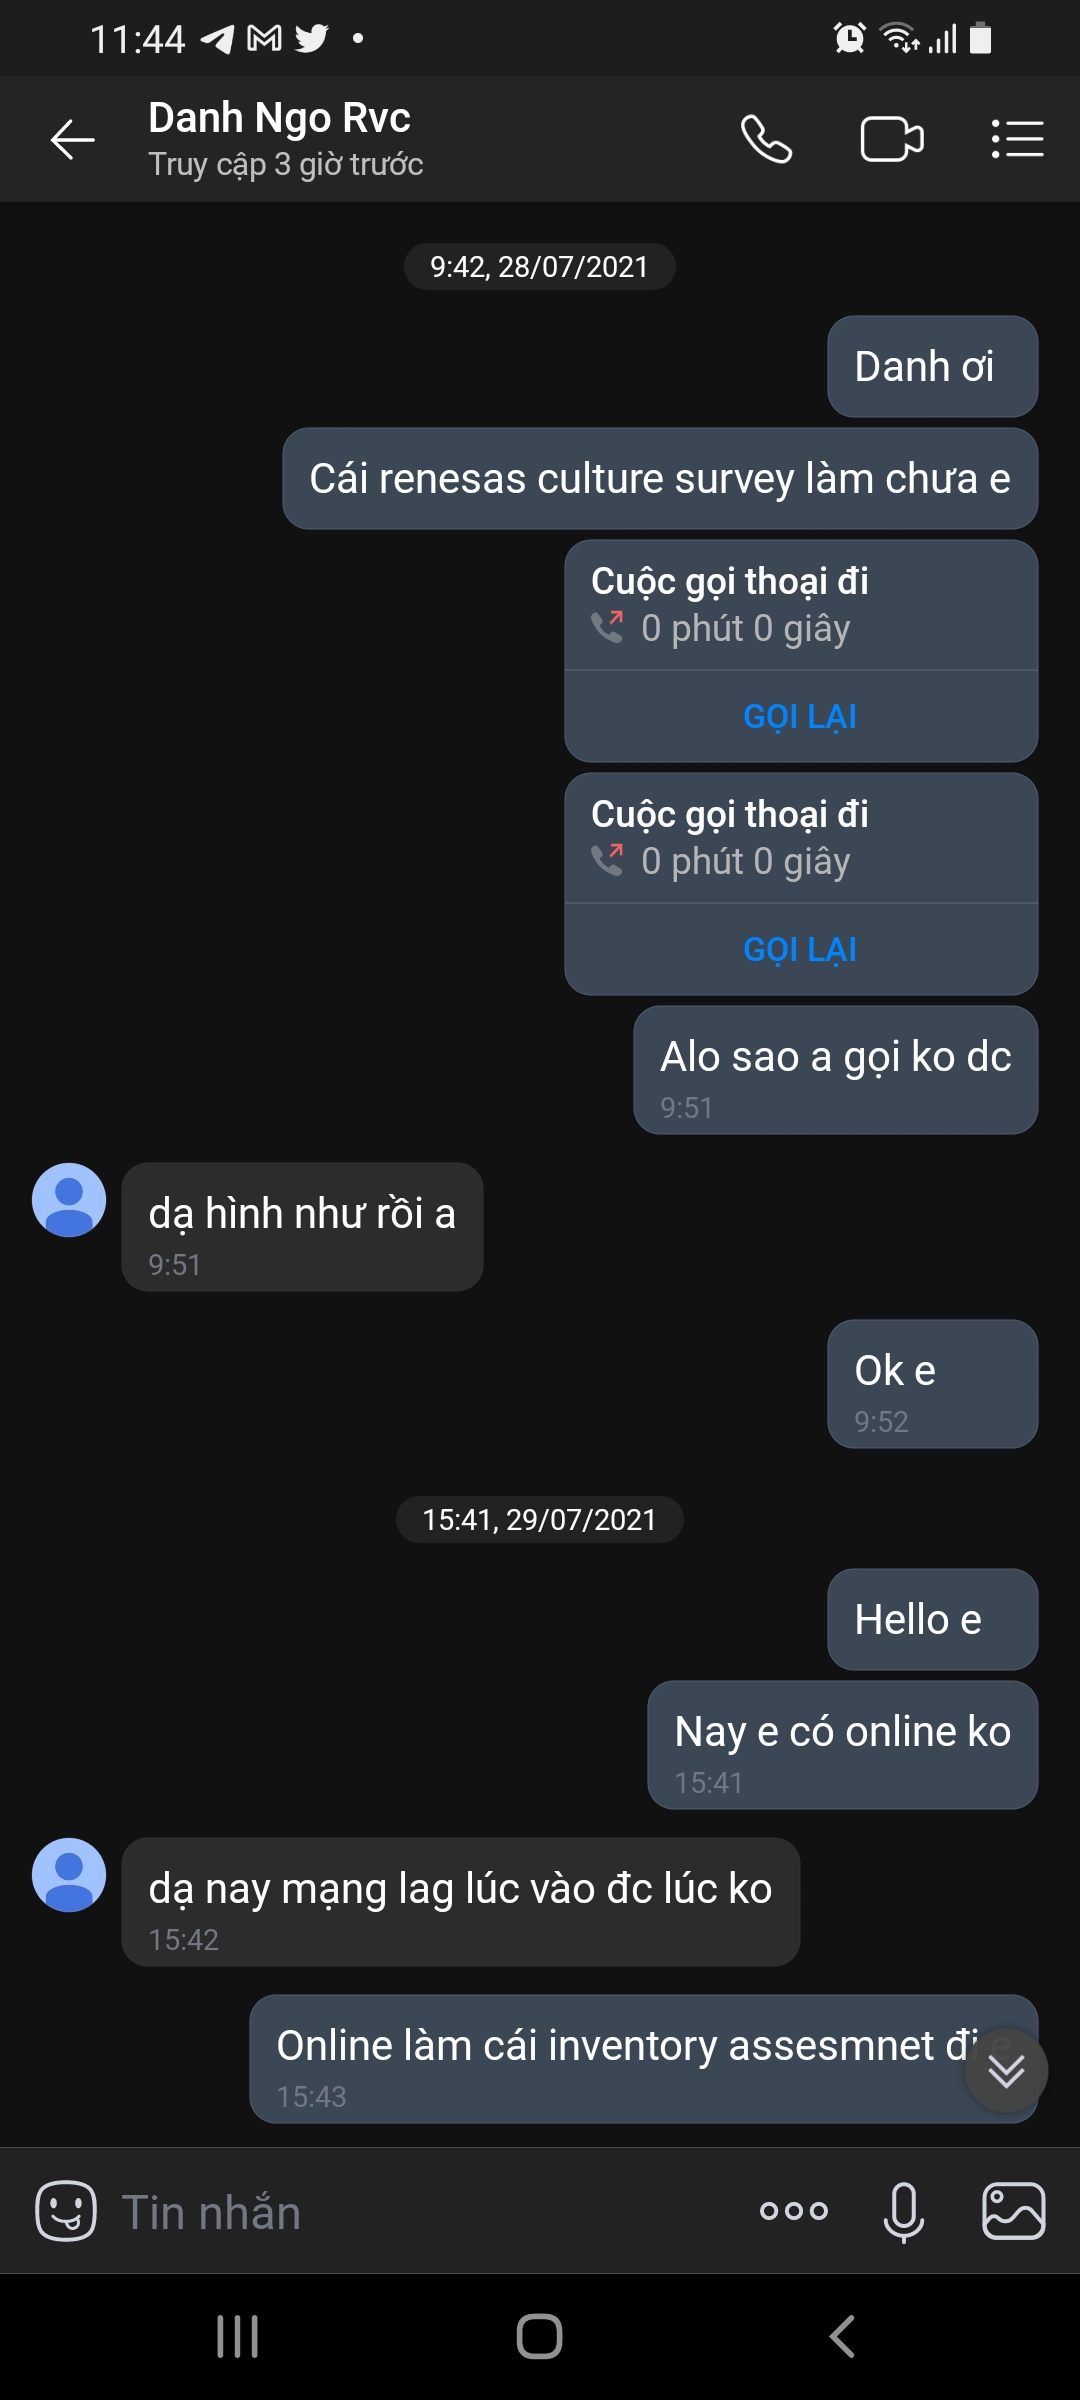 11:44
Danh Ngo Rvc
Truy cập 3 giờ trước
9:42, 28/07/2021
Danh ơi
Cái renesas culture survey làm chưa e
Cuộc gọi thoại đi
0 phút 0 giây
GỌI LẠI
Cuộc gọi thoại đi
0 phút 0 giây
GỌI LẠI
Alo sao a gọi ko dc
9:51
dạ hình như rồi a
9:51
Ok e
9:52
15:41, 29/07/2021
Hello e
Nay e có online ko
15:41
dạ nay mạng lag lúc vào đc lúc ko
15:42
Online làm cái inventory assesmnet đi e
15:43
Tin nhắn